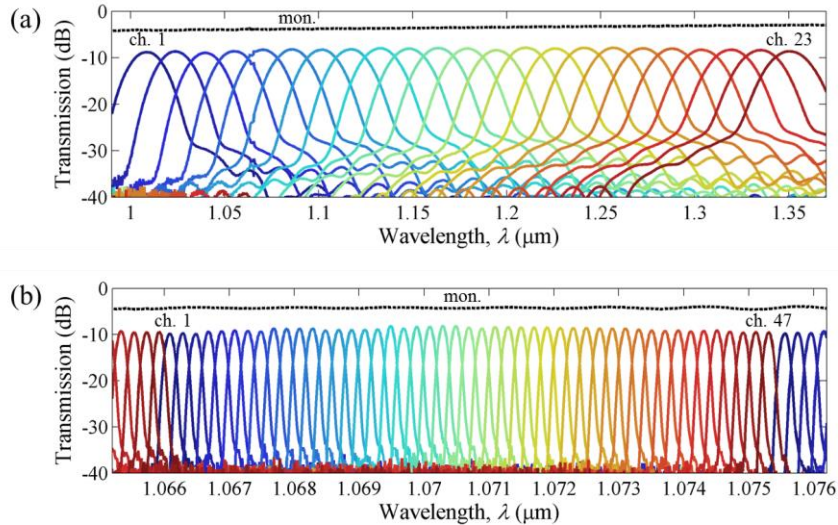 (a)
0
mon.
ch. 1
ch. 23
-10
-20
-30
-40
Transmission (dB)
1
1.05
1.1
1.15
1.2
1.25
1.3
1.35
Wavelength, λ (μm)
(b)
0
mon.
ch. 1
ch. 47
-10
-20
-30
-40
Transmission (dB)
1.066
1.067
1.068
1.069
1.07
1.071
1.072
1.073
1.074
1.075
1.076
Wavelength, λ (μm)